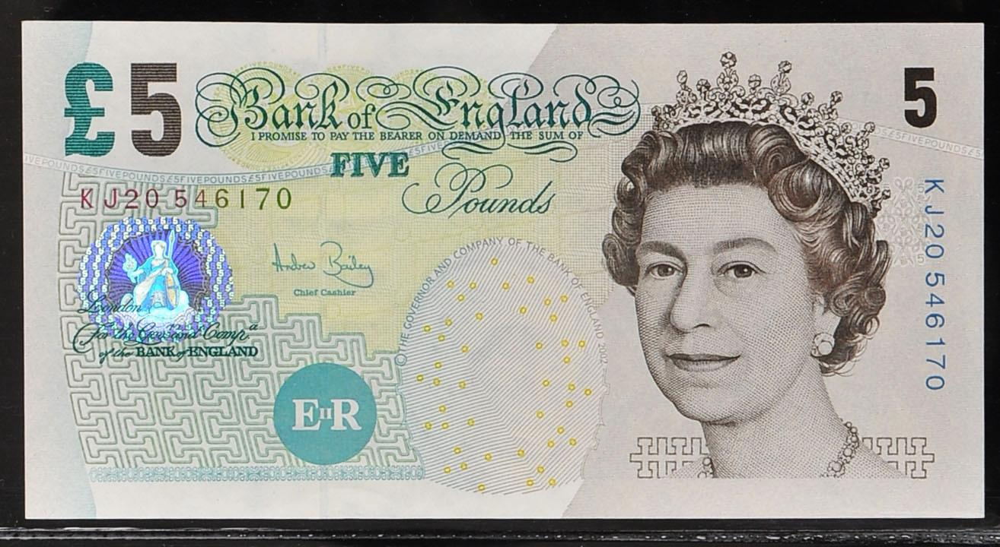 £5
Bank of England
I PROMISE TO PAY THE BEARER ON DEMAND THE SUM OF
FIVE
Pounds
5
£5FIVEPOUNDS£5FIVEPOUNDS£5FIVEPOUNDS
KJ20 546170
KJ20 546170
Andrew Bailey
Chief Cashier
London
For the Gov.r and Comp.a
of the BANK of ENGLAND
EIIR
© THE GOVERNOR AND COMPANY OF THE BANK OF ENGLAND 2002